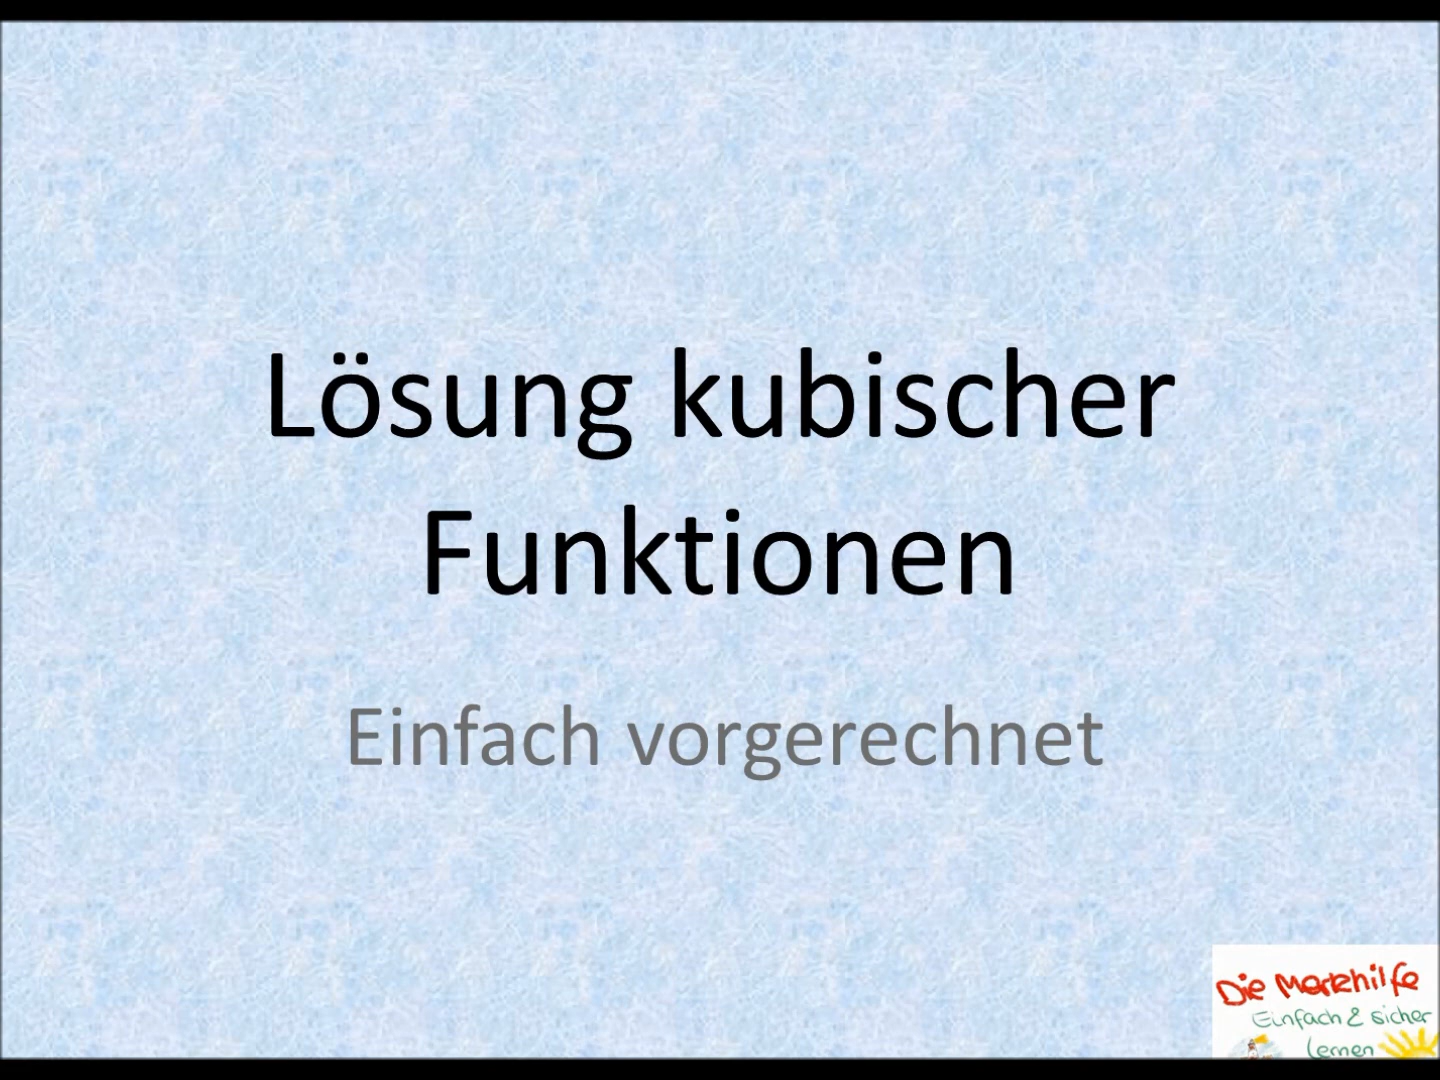 Lösung kubischer
Funktionen
Einfach vorgerechnet
Die Merkhilfe
Einfach & sicher
lernen